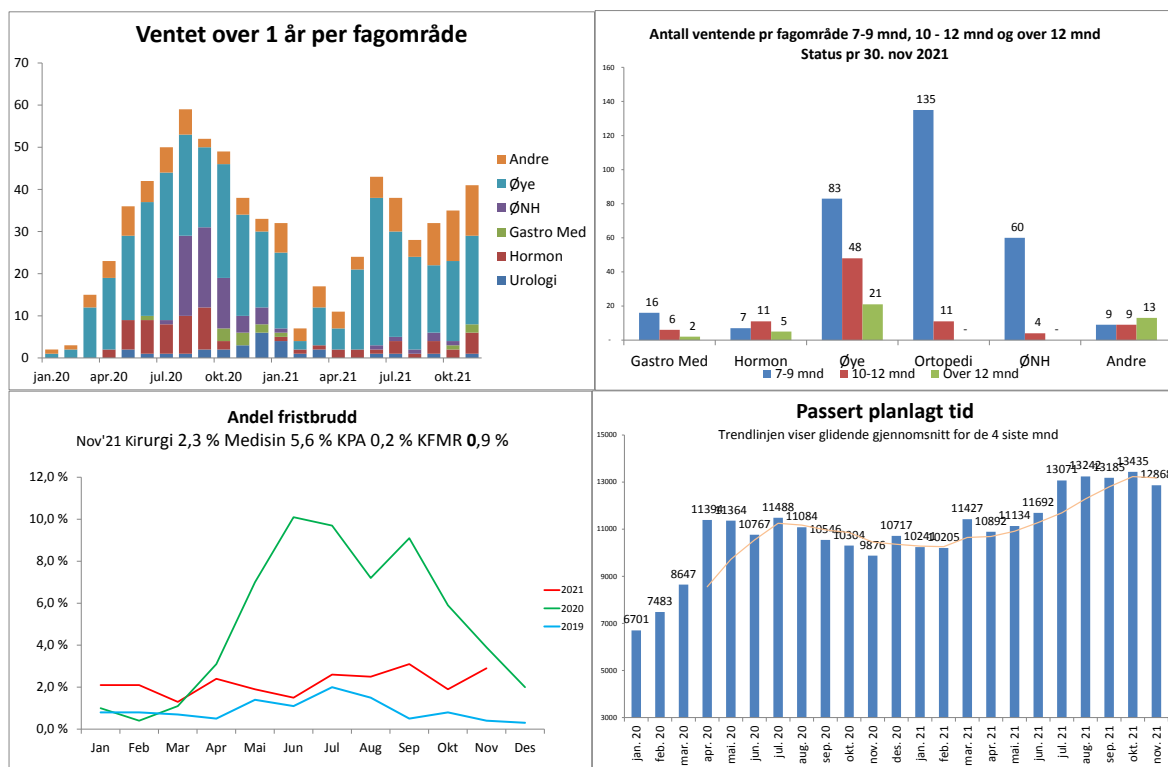 Ventet over 1 år per fagområde
70
60
50
40
30
20
10
0
jan.20 apr.20 jul.20 okt.20 jan.21 apr.21 jul.21 okt.21
Andre
Øye
ØNH
Gastro Med
Hormon
Urologi
Antall ventende pr fagområde 7-9 mnd, 10 - 12 mnd og over 12 mnd
Status pr 30. nov 2021
160
140
120
100
80
60
40
20
-
16 6 2 7 11 5 83 48 21 135 11 - 60 4 - 9 9 13
Gastro Med Hormon Øye Ortopedi ØNH Andre
7-9 mnd 10-12 mnd Over 12 mnd
Andel fristbrudd
Nov'21 Kirurgi 2,3 % Medisin 5,6 % KPA 0,2 % KFMR 0,9 %
12,0 %
10,0 %
8,0 %
6,0 %
4,0 %
2,0 %
0,0 %
Jan Feb Mar Apr Mai Jun Jul Aug Sep Okt Nov Des
2021
2020
2019
Passert planlagt tid
Trendlinjen viser glidende gjennomsnitt for de 4 siste mnd
15000
13000
11000
9000
7000
5000
3000
6701 7483 8647 11394 11364 10767 11488 11084 10546 10304 9876 10717 10241 10205 11427 10892 11134 11692 13071 13242 13185 13435 12868
jan. 20 feb. 20 mar. 20 apr. 20 mai. 20 jun. 20 jul. 20 aug. 20 sep. 20 okt. 20 nov. 20 des. 20 jan. 21 feb. 21 mar. 21 apr. 21 mai. 21 jun. 21 jul. 21 aug. 21 sep. 21 okt. 21 nov. 21